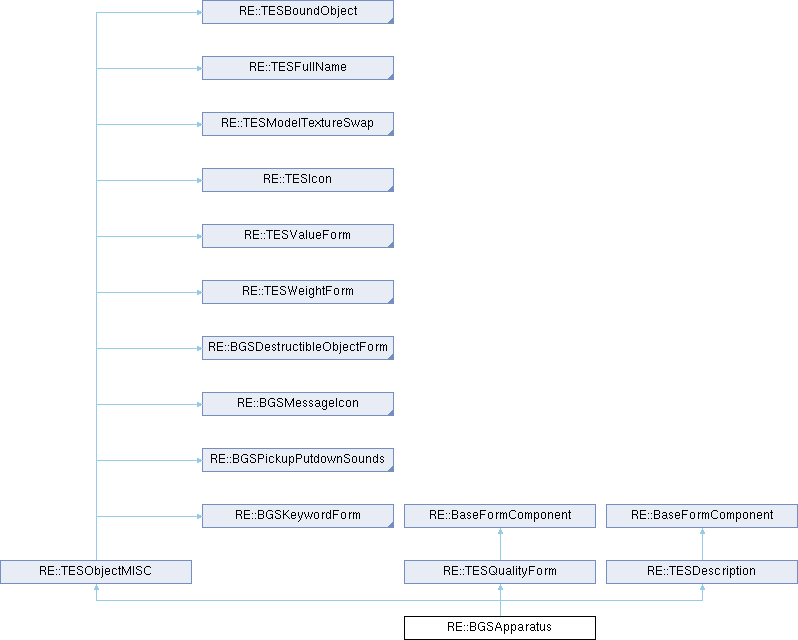 RE::TESBoundObject
RE::TESFullName
RE::TESModelTextureSwap
RE::TESIcon
RE::TESValueForm
RE::TESWeightForm
RE::BGSDestructibleObjectForm
RE::BGSMessageIcon
RE::BGSPickupPutdownSounds
RE::BGSKeywordForm RE::BaseFormComponent RE::BaseFormComponent
RE::TESObjectMISC RE::TESQualityForm RE::TESDescription
RE::BGSApparatus